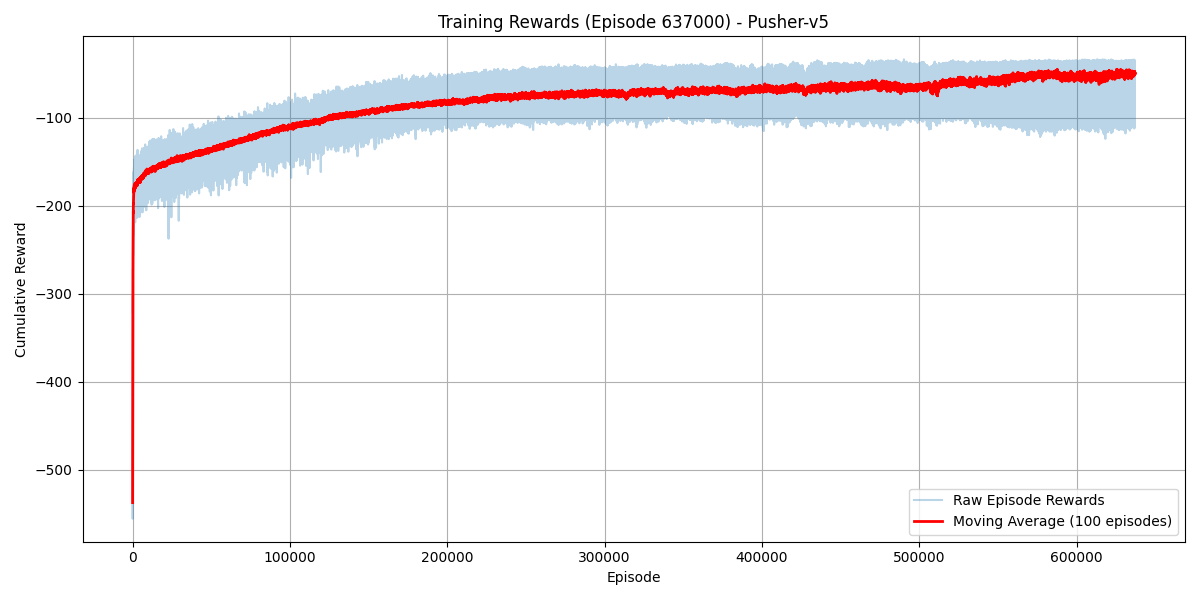 Training Rewards (Episode 637000) - Pusher-v5
Cumulative Reward
−100
−200
−300
−400
−500
0
100000
200000
300000
400000
500000
600000
Episode
Raw Episode Rewards
Moving Average (100 episodes)